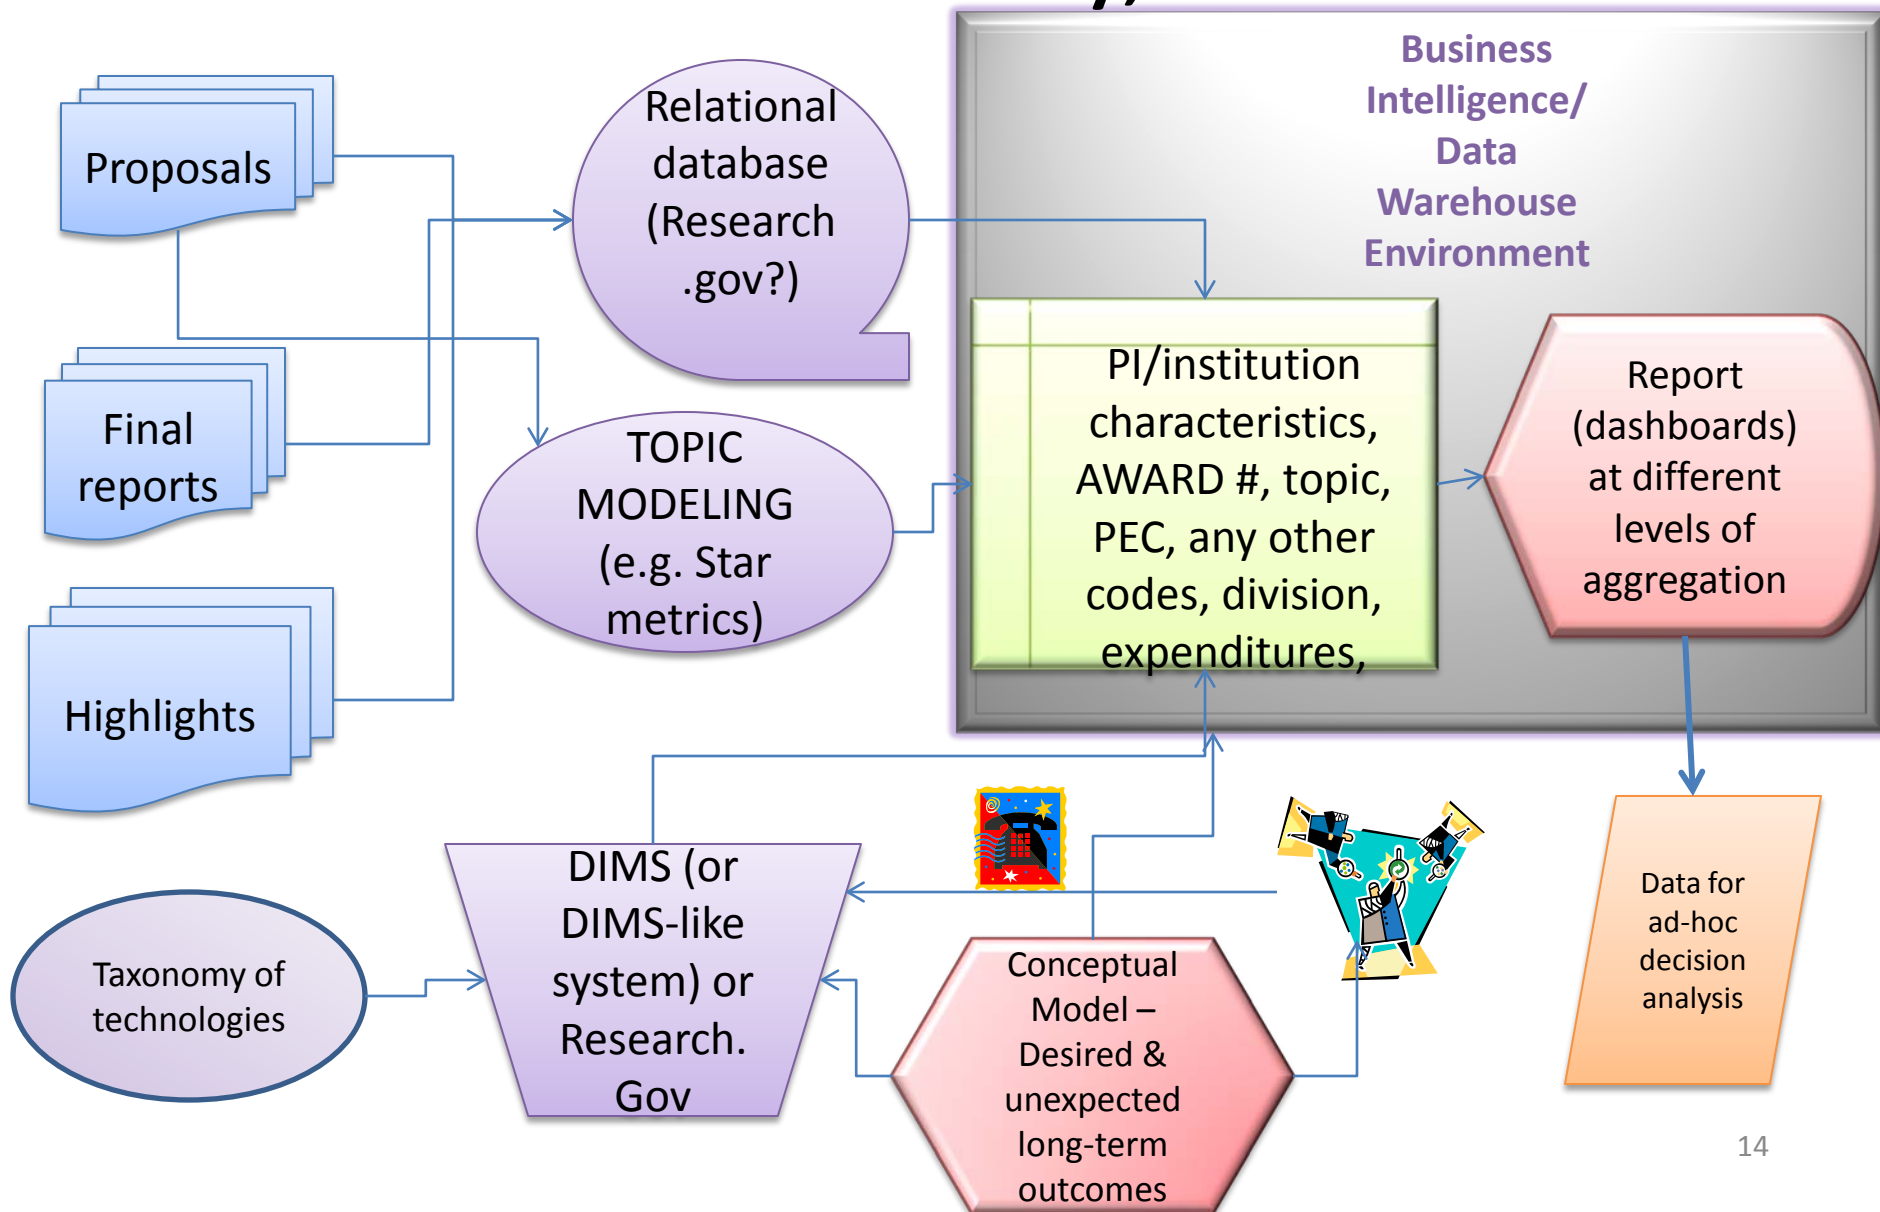 Proposals
Final
reports
Highlights
Relational
database
(Research
.gov?)
TOPIC
MODELING
(e.g. Star
metrics)
Business
Intelligence/
Data
Warehouse
Environment
PI/institution
characteristics,
AWARD #, topic,
PEC, any other
codes, division,
expenditures,
Report
(dashboards)
at different
levels of
aggregation
Taxonomy of
technologies
DIMS (or
DIMS-like
system) or
Research.
Gov
Conceptual
Model –
Desired &
unexpected
long-term
outcomes
Data for
ad-hoc
decision
analysis
14